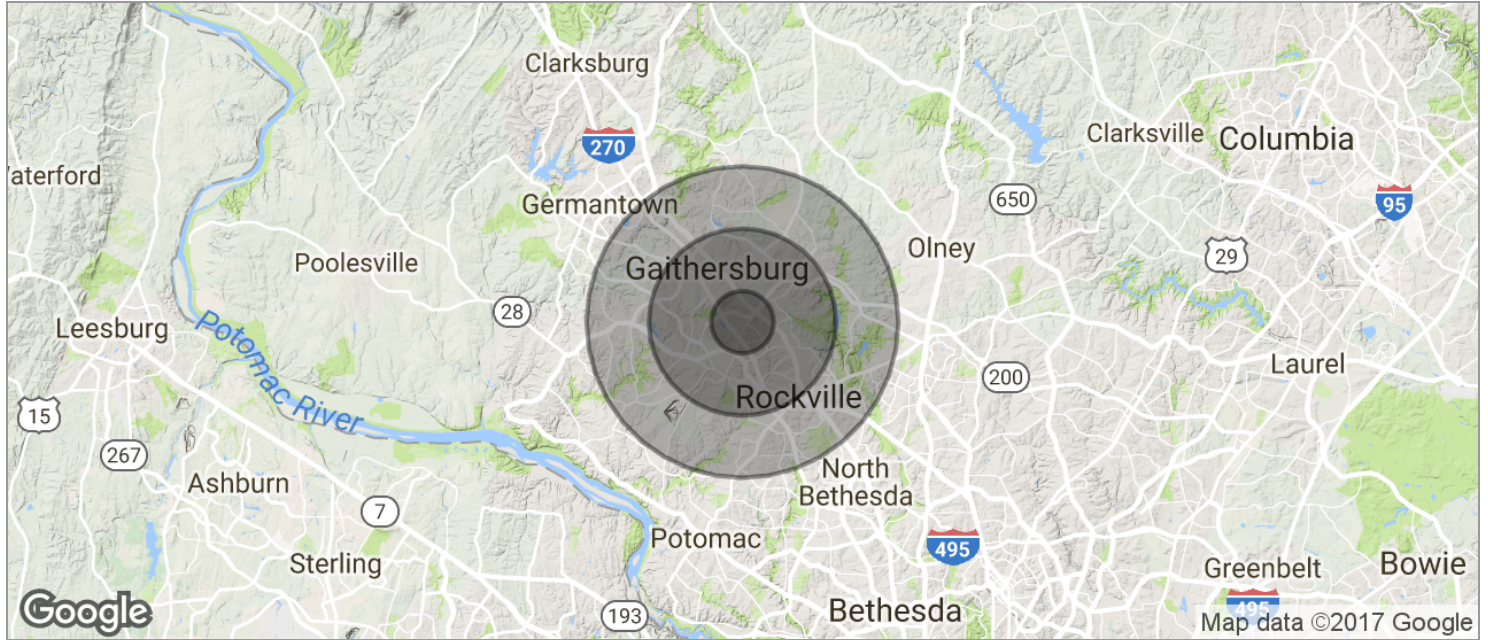 Clarksburg
270
Clarksville
Columbia
aterford
95
Germantown
650
Olney
29
Poolesville
Gaithersburg
28
Leesburg
Potomac River
Laurel
200
15
Rockville
267
Ashburn
North
Bethesda
7
Potomac
495
Sterling
Greenbelt
Bowie
Google
193
Bethesda
495
Map data ©2017 Google